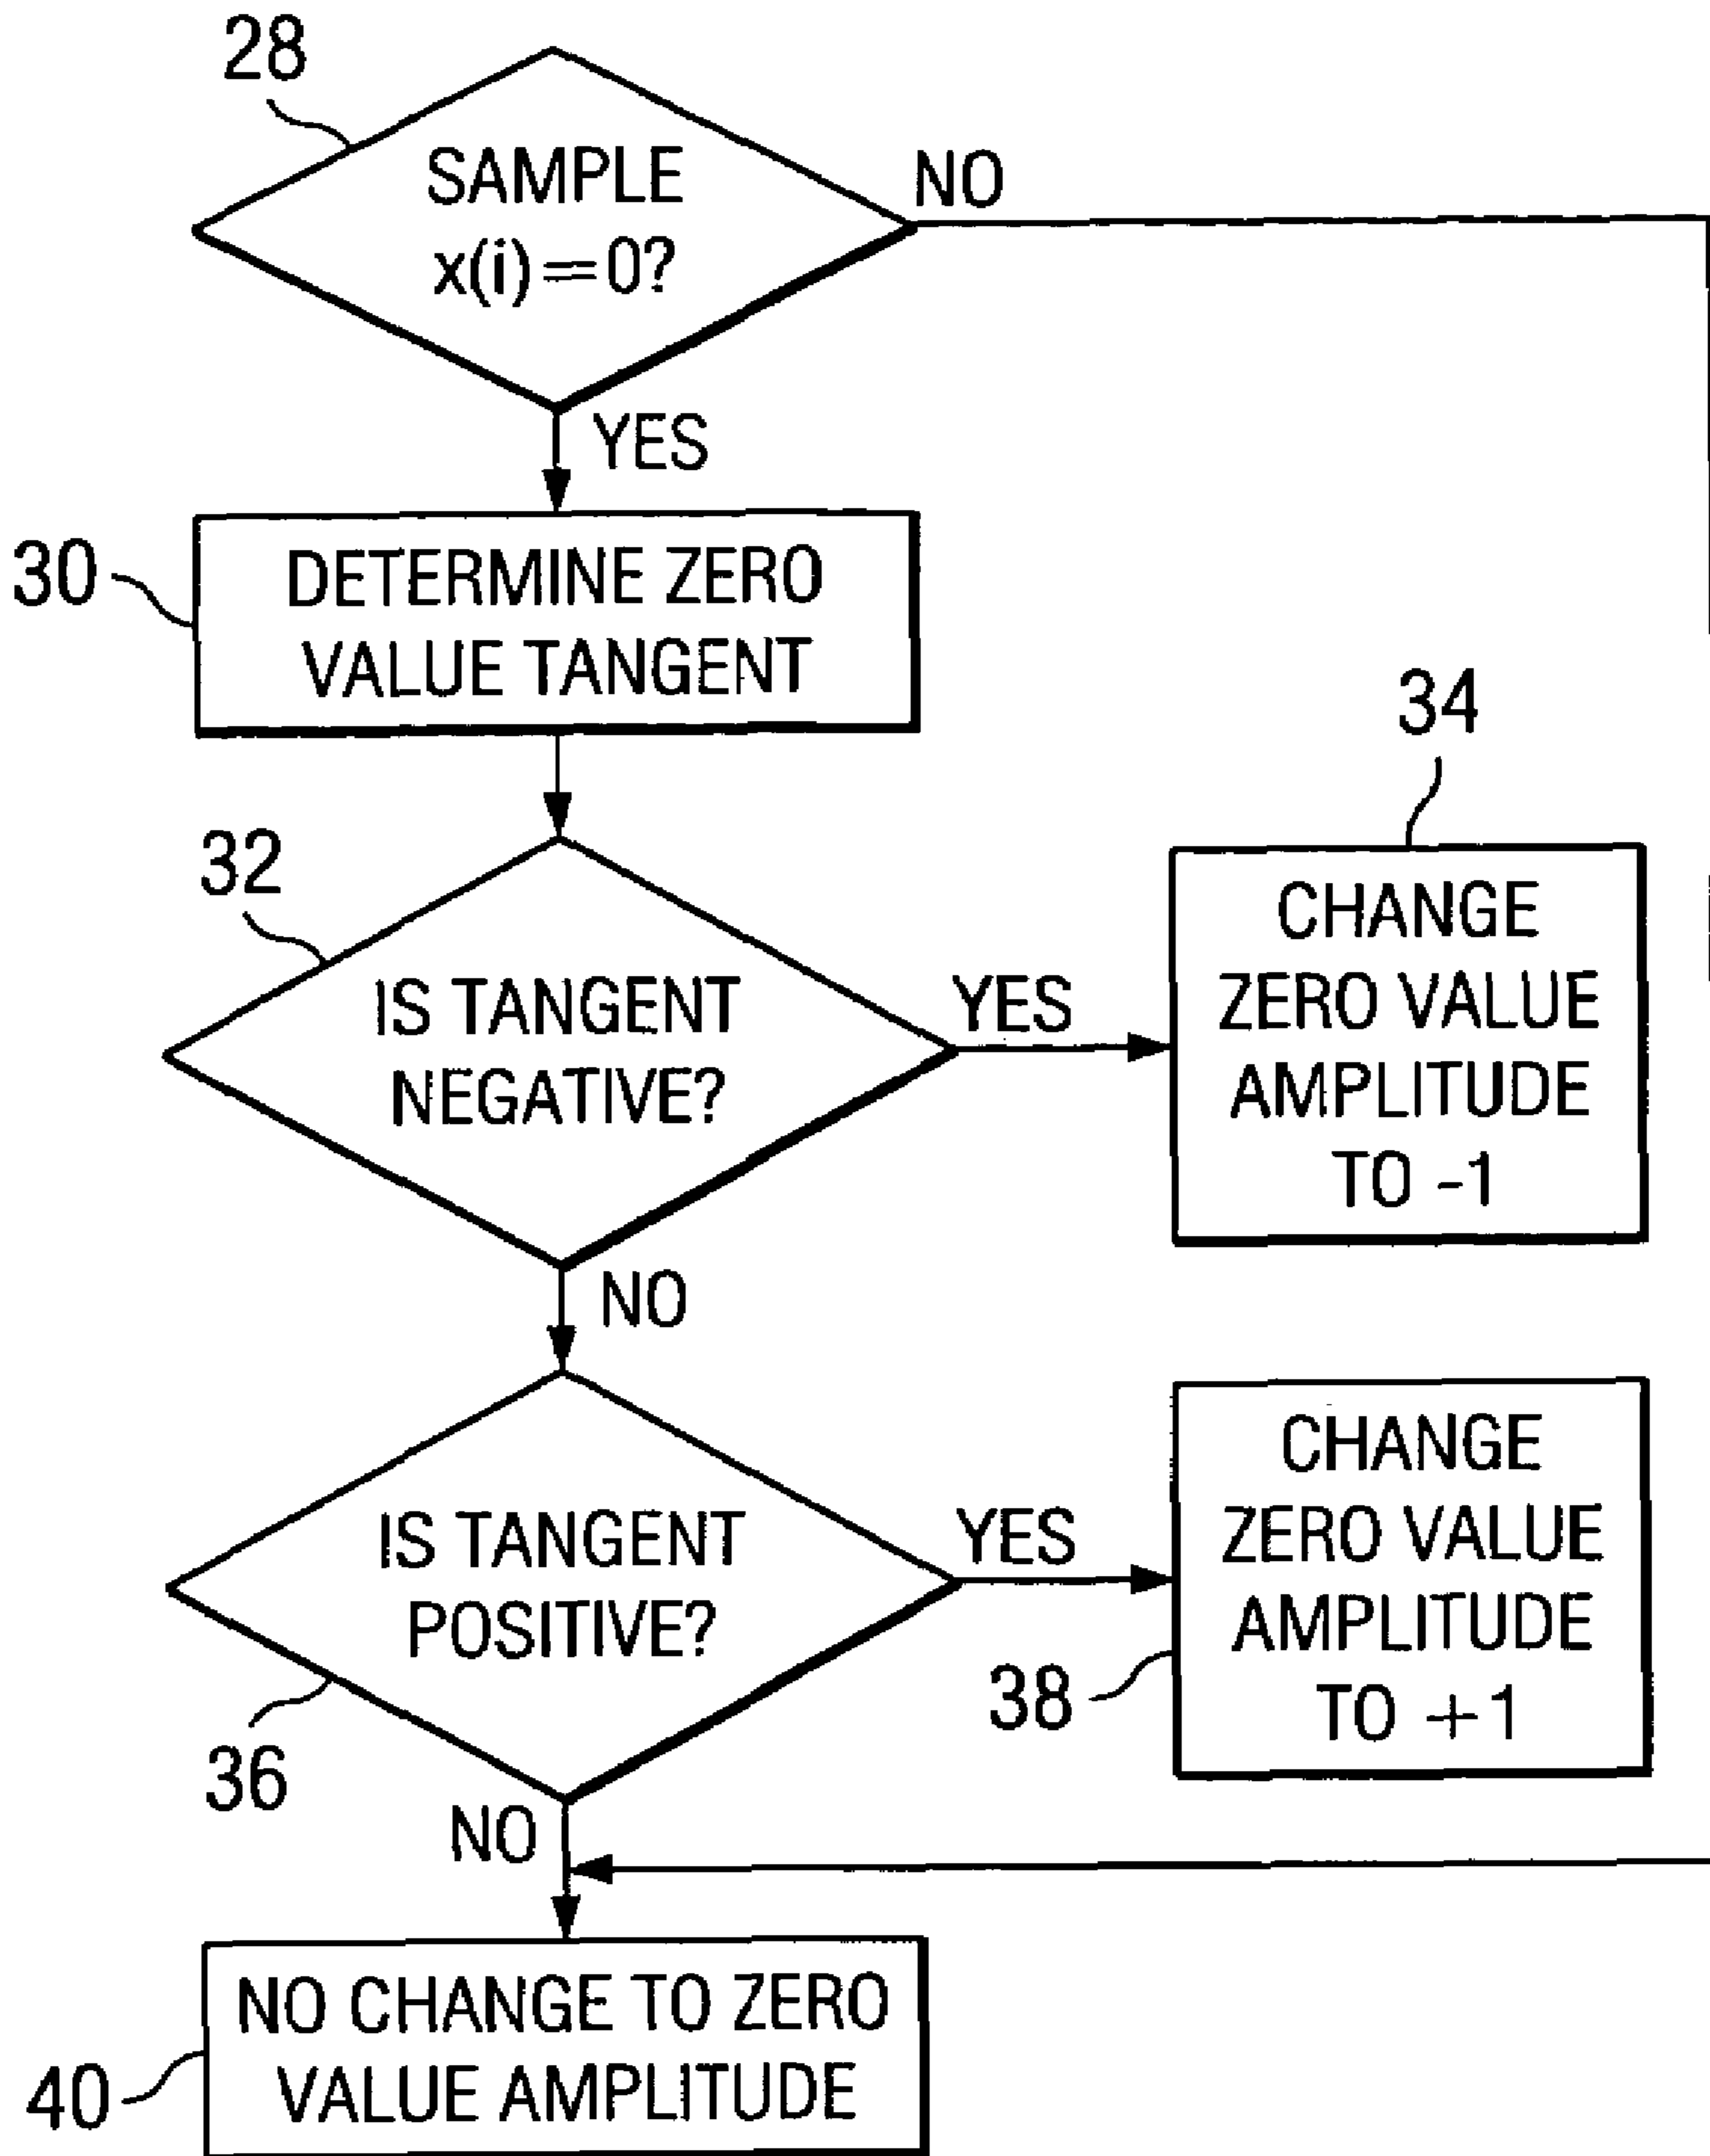 28
SAMPLE
x(i)=0?
NO
YES
30
DETERMINE ZERO
VALUE TANGENT
32
IS TANGENT
NEGATIVE?
YES
34
CHANGE
ZERO VALUE
AMPLITUDE
TO -1
NO
IS TANGENT
POSITIVE?
36
YES
38
CHANGE
ZERO VALUE
AMPLITUDE
TO +1
NO
NO CHANGE TO ZERO
VALUE AMPLITUDE
40